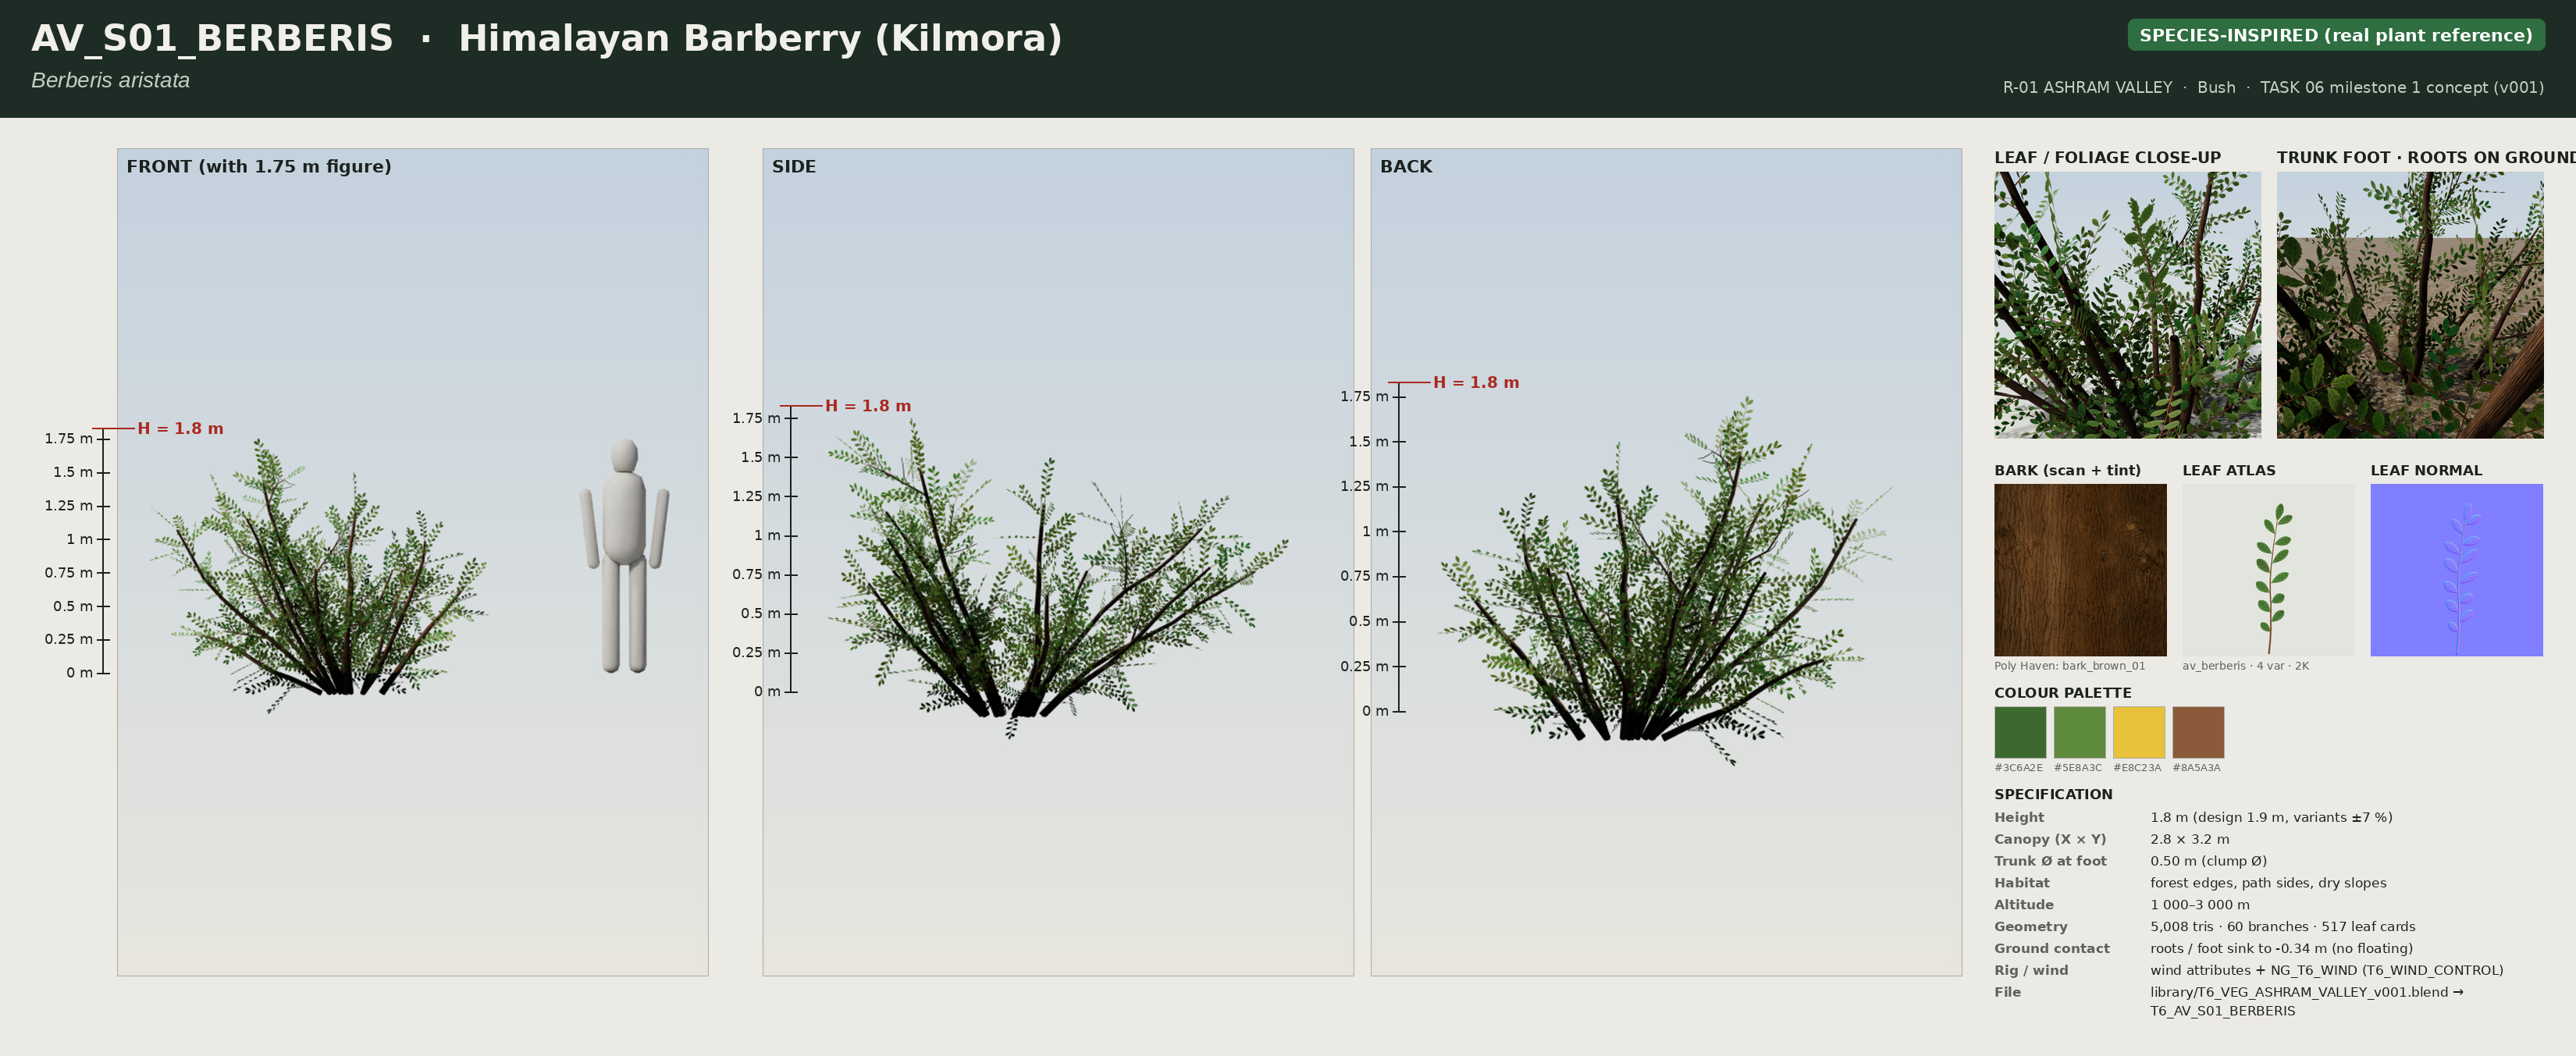 AV_S01_BERBERIS · Himalayan Barberry (Kilmora)
Berberis aristata
SPECIES-INSPIRED (real plant reference)
R-01 ASHRAM VALLEY · Bush · TASK 06 milestone 1 concept (v001)
FRONT (with 1.75 m figure)
H = 1.8 m
1.75 m
1.5 m
1.25 m
1 m
0.75 m
0.5 m
0.25 m
0 m
SIDE
H = 1.8 m
1.75 m
1.5 m
1.25 m
1 m
0.75 m
0.5 m
0.25 m
0 m
BACK
H = 1.8 m
1.75 m
1.5 m
1.25 m
1 m
0.75 m
0.5 m
0.25 m
0 m
LEAF / FOLIAGE CLOSE-UP
TRUNK FOOT · ROOTS ON GROUND
BARK (scan + tint)
LEAF ATLAS
LEAF NORMAL
Poly Haven: bark_brown_01
av_berberis · 4 var · 2K
COLOUR PALETTE
#3C6A2E #5E8A3C #E8C23A #8A5A3A
SPECIFICATION
Height 1.8 m (design 1.9 m, variants ±7 %)
Canopy (X × Y) 2.8 × 3.2 m
Trunk Ø at foot 0.50 m (clump Ø)
Habitat forest edges, path sides, dry slopes
Altitude 1 000–3 000 m
Geometry 5,008 tris · 60 branches · 517 leaf cards
Ground contact roots / foot sink to -0.34 m (no floating)
Rig / wind wind attributes + NG_T6_WIND (T6_WIND_CONTROL)
File library/T6_VEG_ASHRAM_VALLEY_v001.blend →
T6_AV_S01_BERBERIS